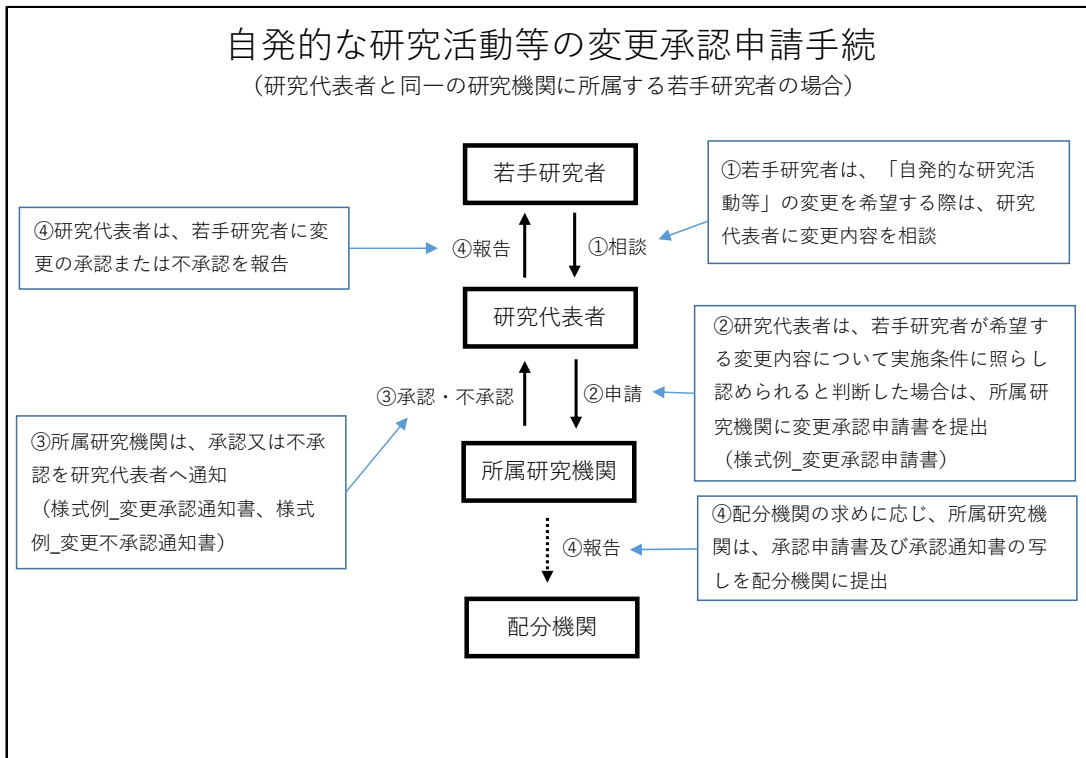 自発的な研究活動等の変更承認申請手続
（研究代表者と同一の研究機関に所属する若手研究者の場合）
若手研究者
①若手研究者は、「自発的な研究活
動等」の変更を希望する際は、研究
代表者に変更内容を相談
④研究代表者は、若手研究者に変
更の承認または不承認を報告
④報告
①相談
研究代表者
②研究代表者は、若手研究者が希望す
る変更内容について実施条件に照らし
認められると判断した場合は、所属研
究機関に変更承認申請書を提出
（様式例_変更承認申請書）
③承認・不承認
②申請
③所属研究機関は、承認又は不承
認を研究代表者へ通知
（様式例_変更承認通知書、様式
例_変更不承認通知書）
所属研究機関
④配分機関の求めに応じ、所属研究機
関は、承認申請書及び承認通知書の写
しを配分機関に提出
④報告
配分機関